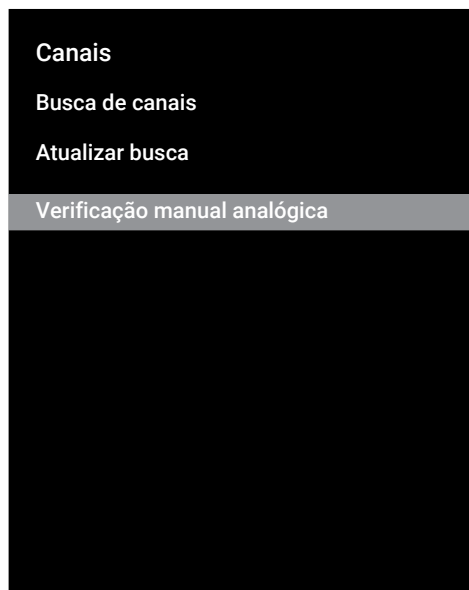 Canais
Busca de canais
Atualizar busca
Verificação manual analógica